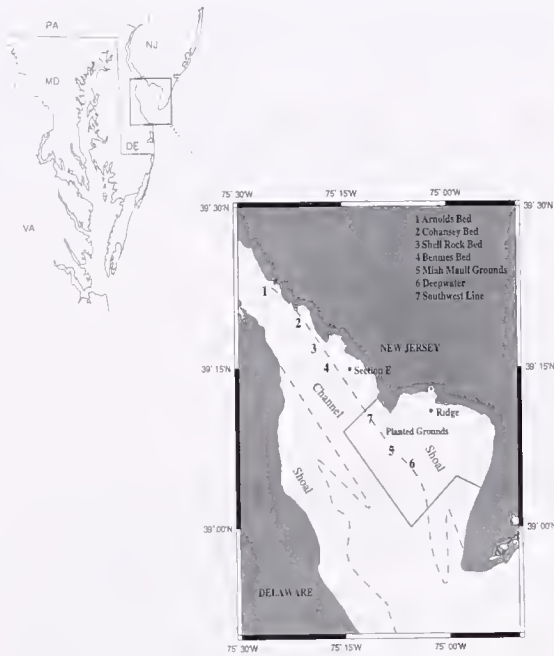 PA
NJ
MD
DE
VA
75° 30'W 75° 15'W 75° 00'W
39° 30'N 39° 30'N
1 Arnolds Bed
2 Cohansey Bed
3 Shell Rock Bed
4 Bennies Bed
5 Miah Maull Grounds
6 Deepwater
7 Southwest Line
1
2
3
NEW JERSEY
39° 15'N 39° 15'N
4
Section E
Channel
Ridge
7
Planted Grounds
5
Shoal
6
Shoal
39° 00'N 39° 00'N
DELAWARE
75° 30'W 75° 15'W 75° 00'W